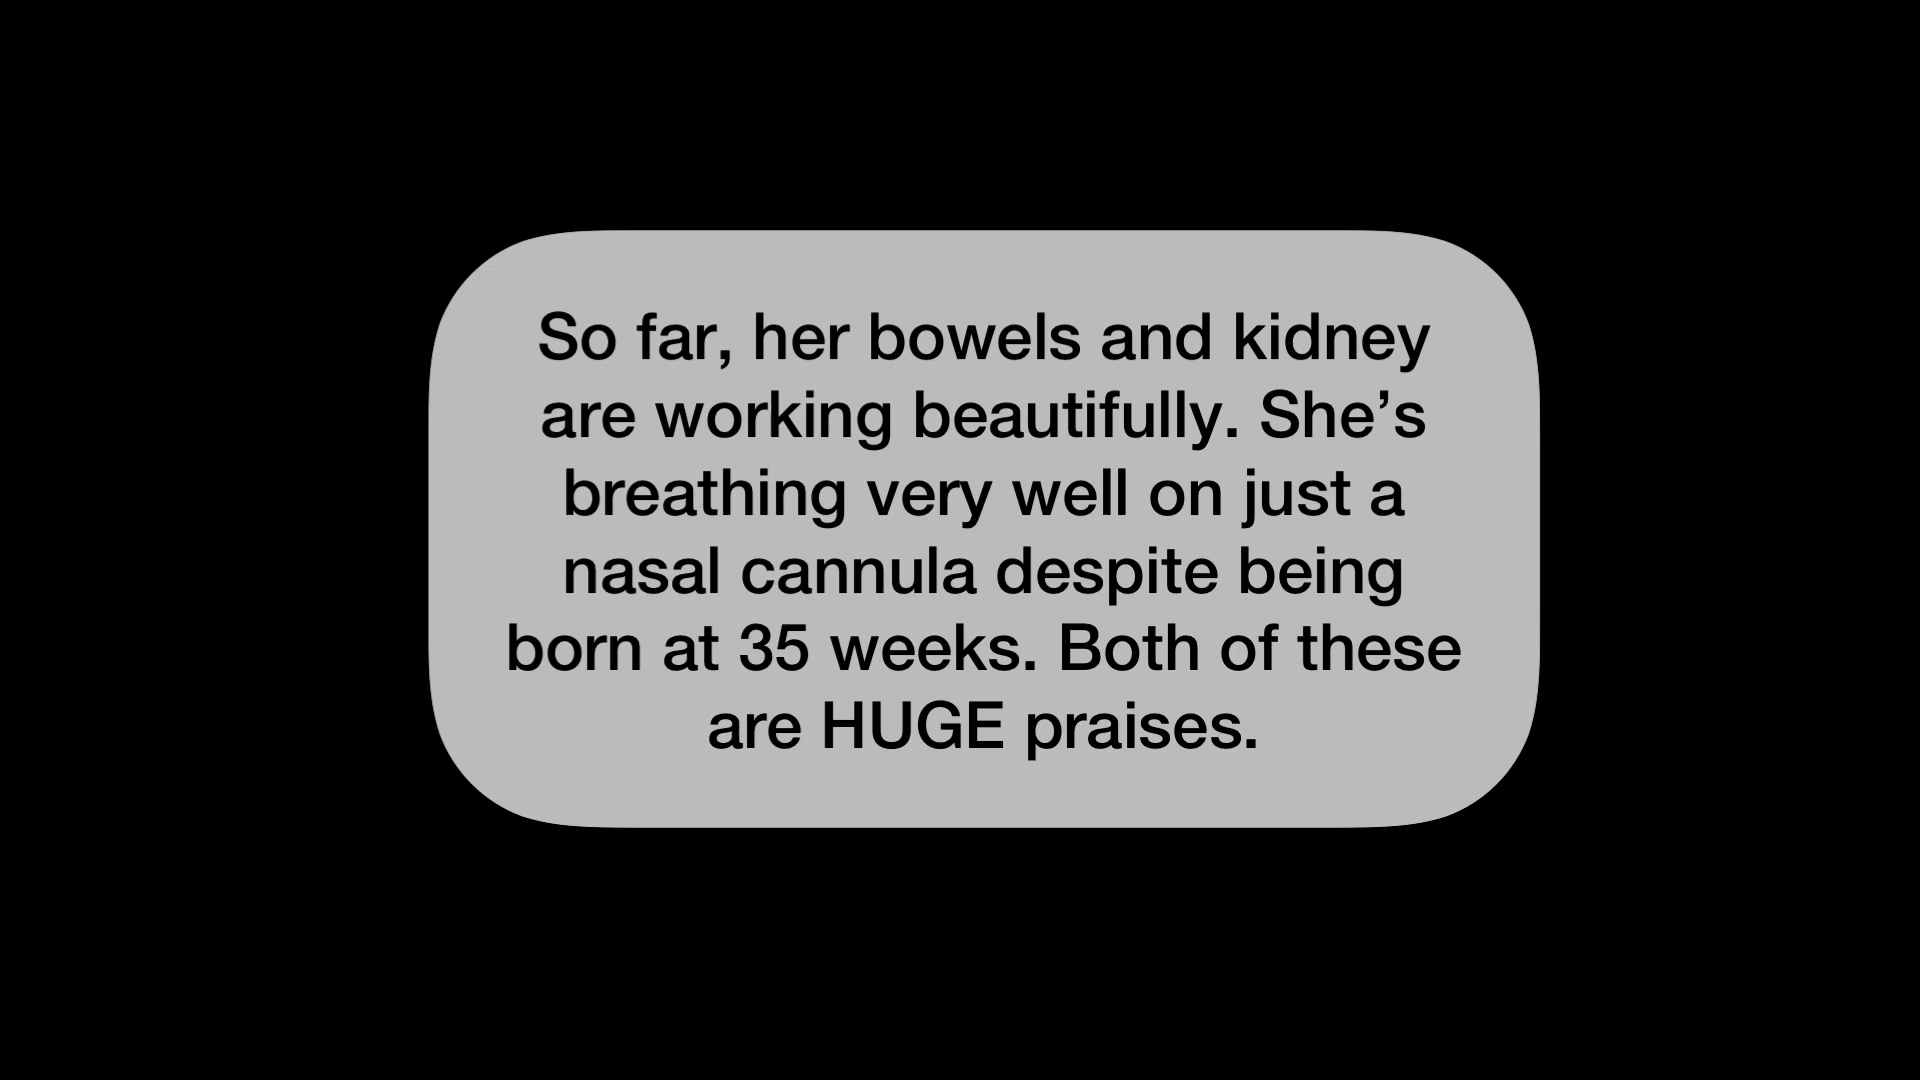 So far, her bowels and kidney
are working beautifully. She’s
breathing very well on just a
nasal cannula despite being
born at 35 weeks. Both of these
are HUGE praises.